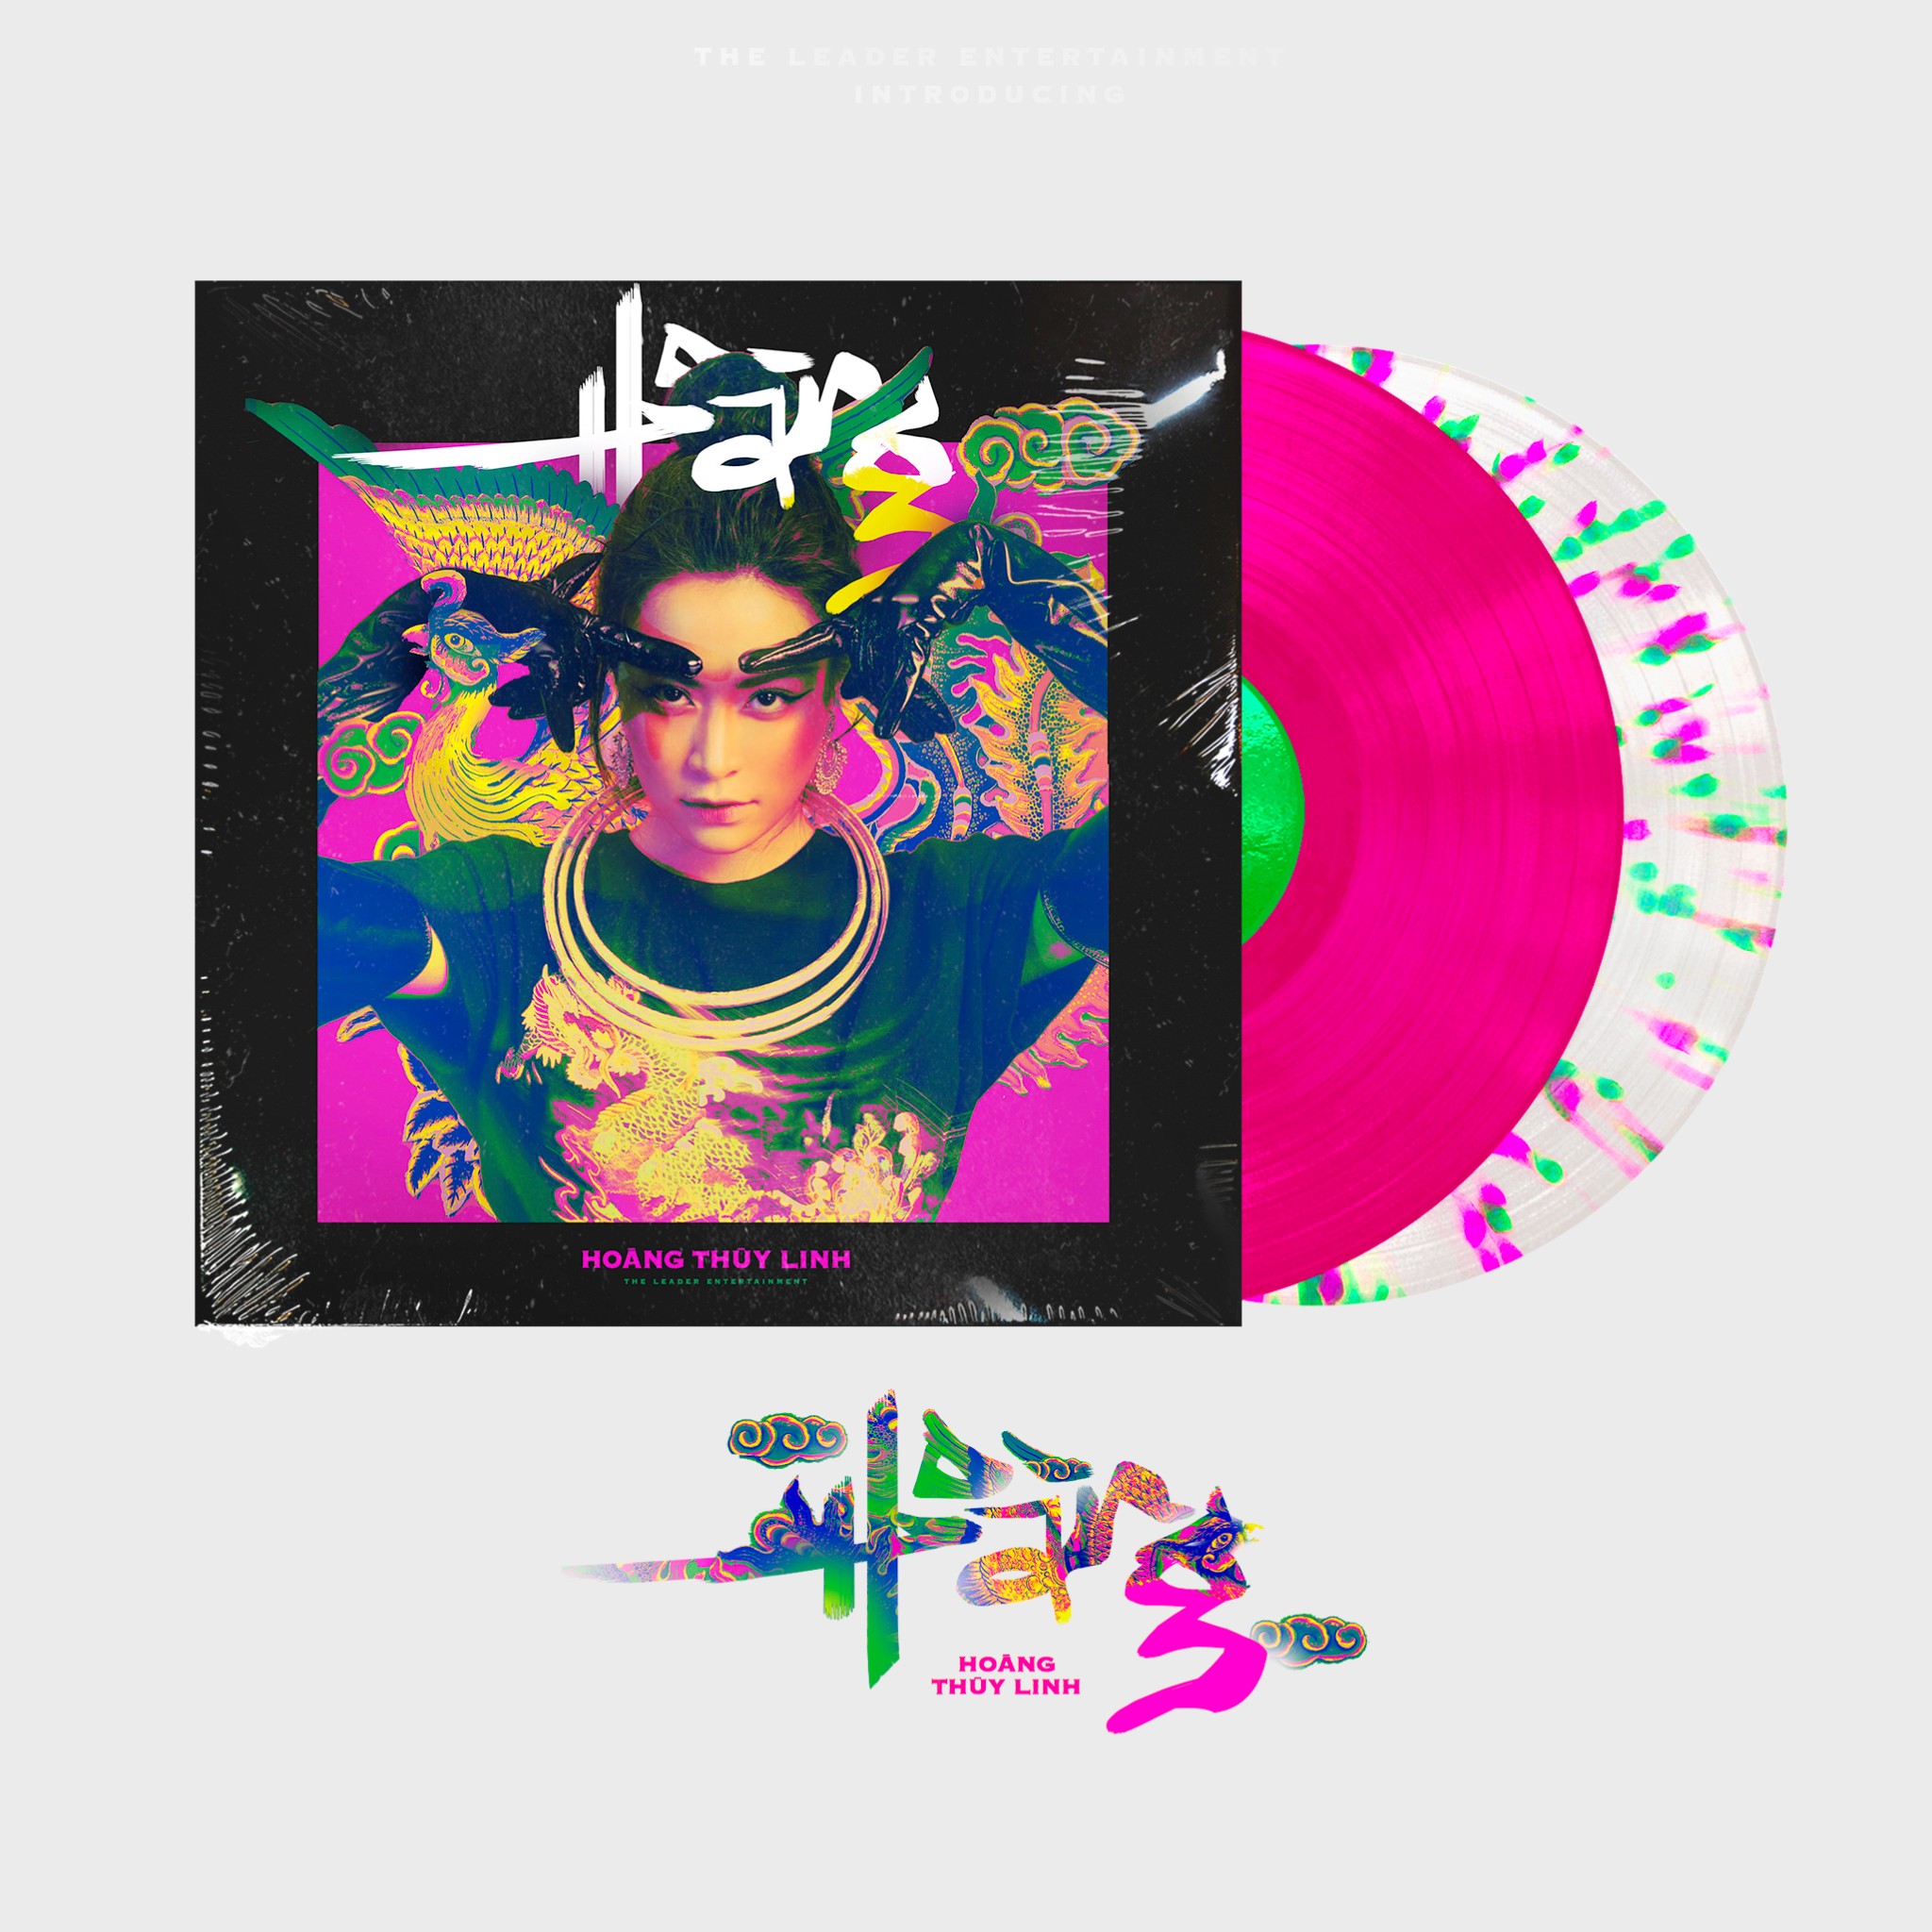 THE LEADER ENTERTAINMENT
INTRODUCING
Hoàng
HOÀNG THÙY LINH
THE LEADER ENTERTAINMENT
Hoàng
HOÀNG
THÙY LINH